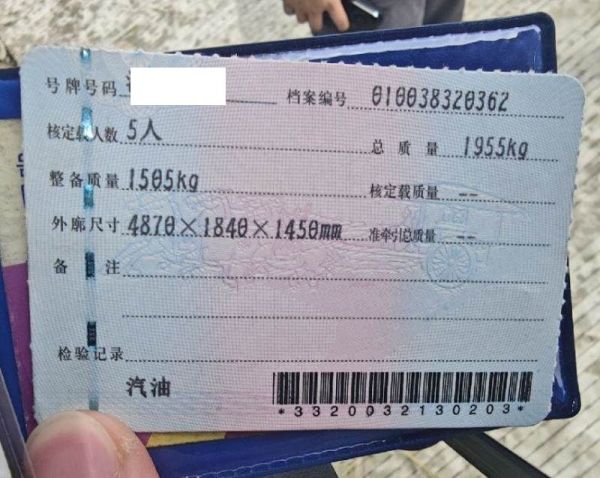 号牌号码 档案编号 010038320362
核定载人数 5人 总质量 1955kg
整备质量 1505kg 核定载质量 --
外廓尺寸 4870×1840×1450mm 准牵引总质量 --
备注
检验记录
汽油
*3320032130203*